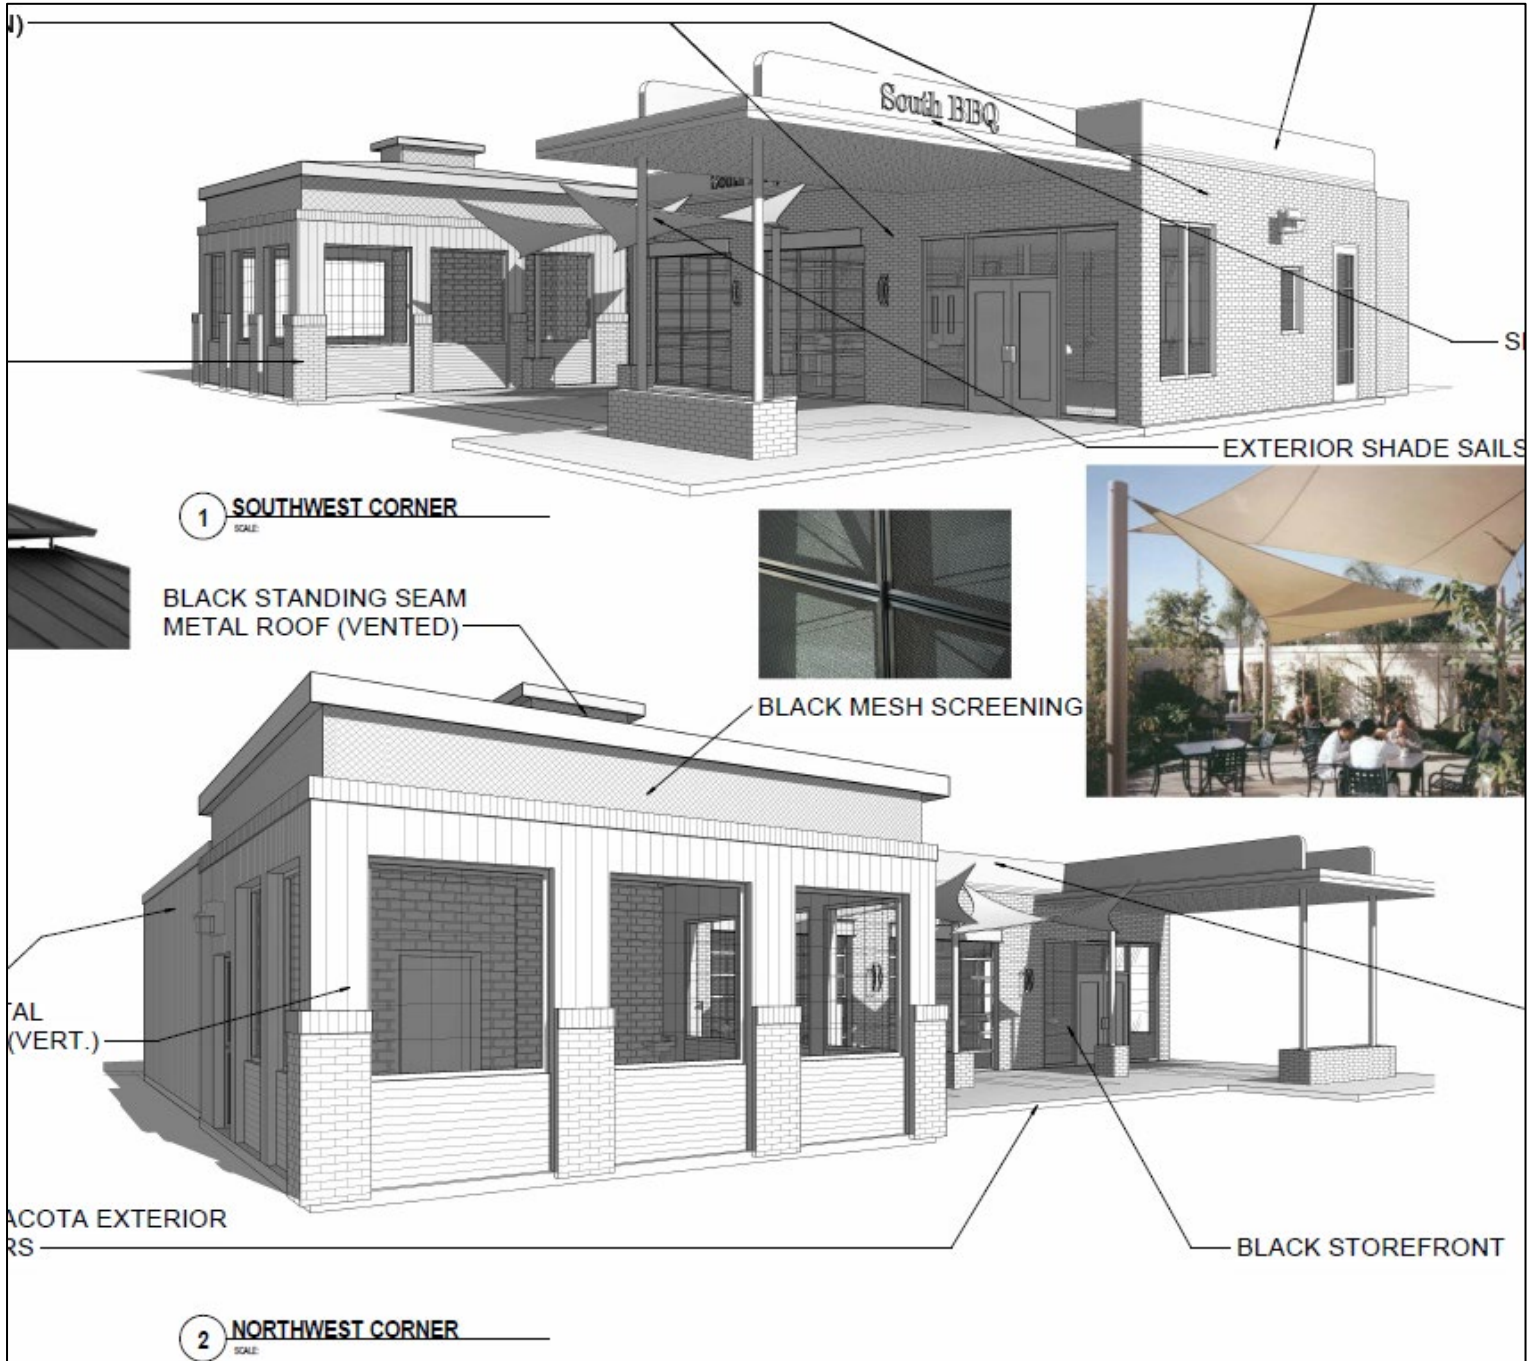 N)
South BBQ
EXTERIOR SHADE SAILS
1 SOUTHWEST CORNER
SCALE:
BLACK STANDING SEAM
METAL ROOF (VENTED)
BLACK MESH SCREENING
TAL
(VERT.)
ACOTA EXTERIOR
RS
BLACK STOREFRONT
2 NORTHWEST CORNER
SCALE: